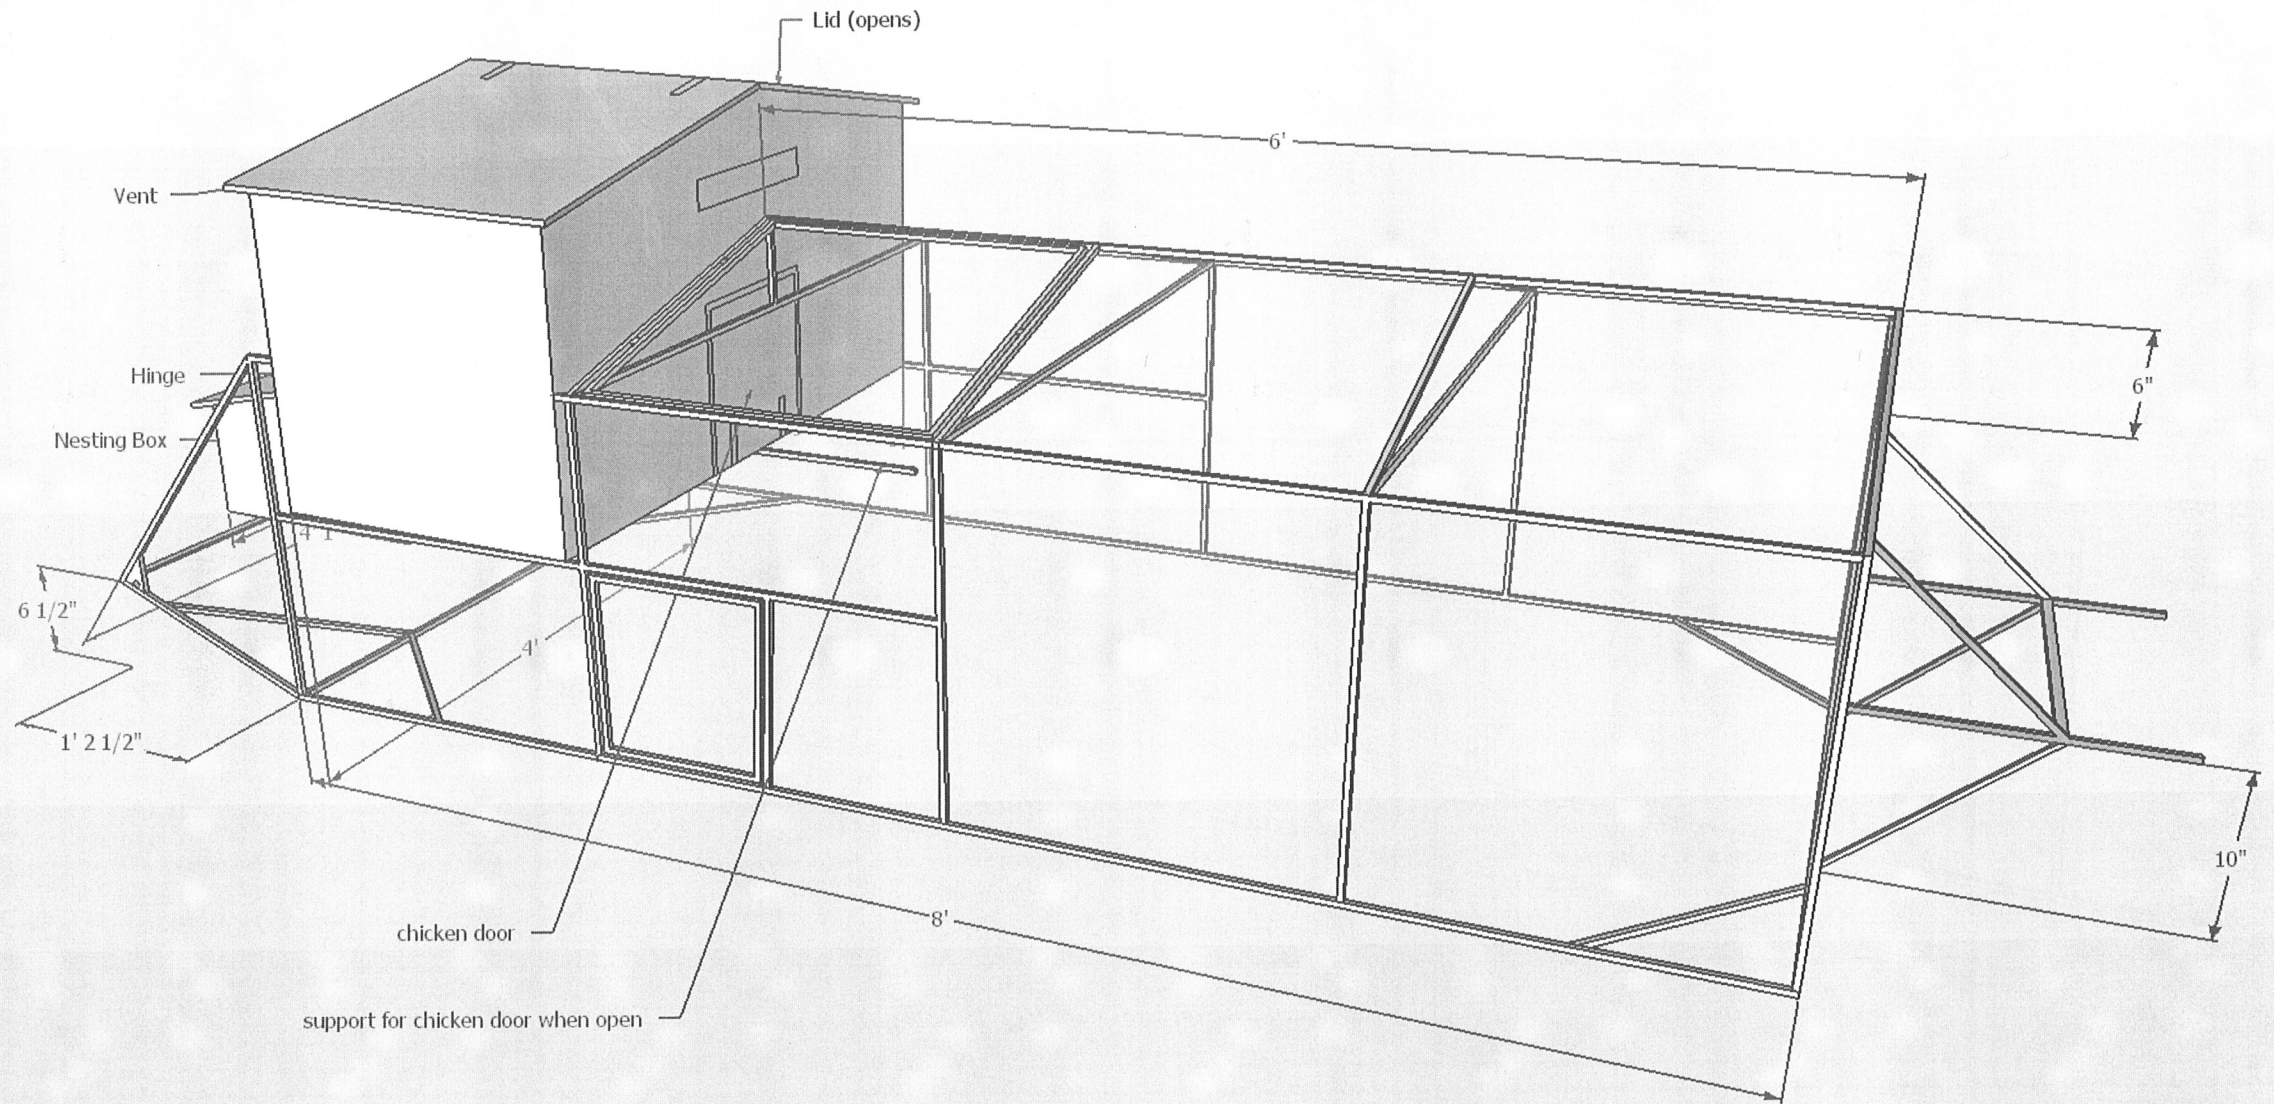 Lid (opens)
6'
Vent
6"
Hinge
Nesting Box
4' 1
6 1/2"
4'
1' 2 1/2"
10"
8'
chicken door
support for chicken door when open